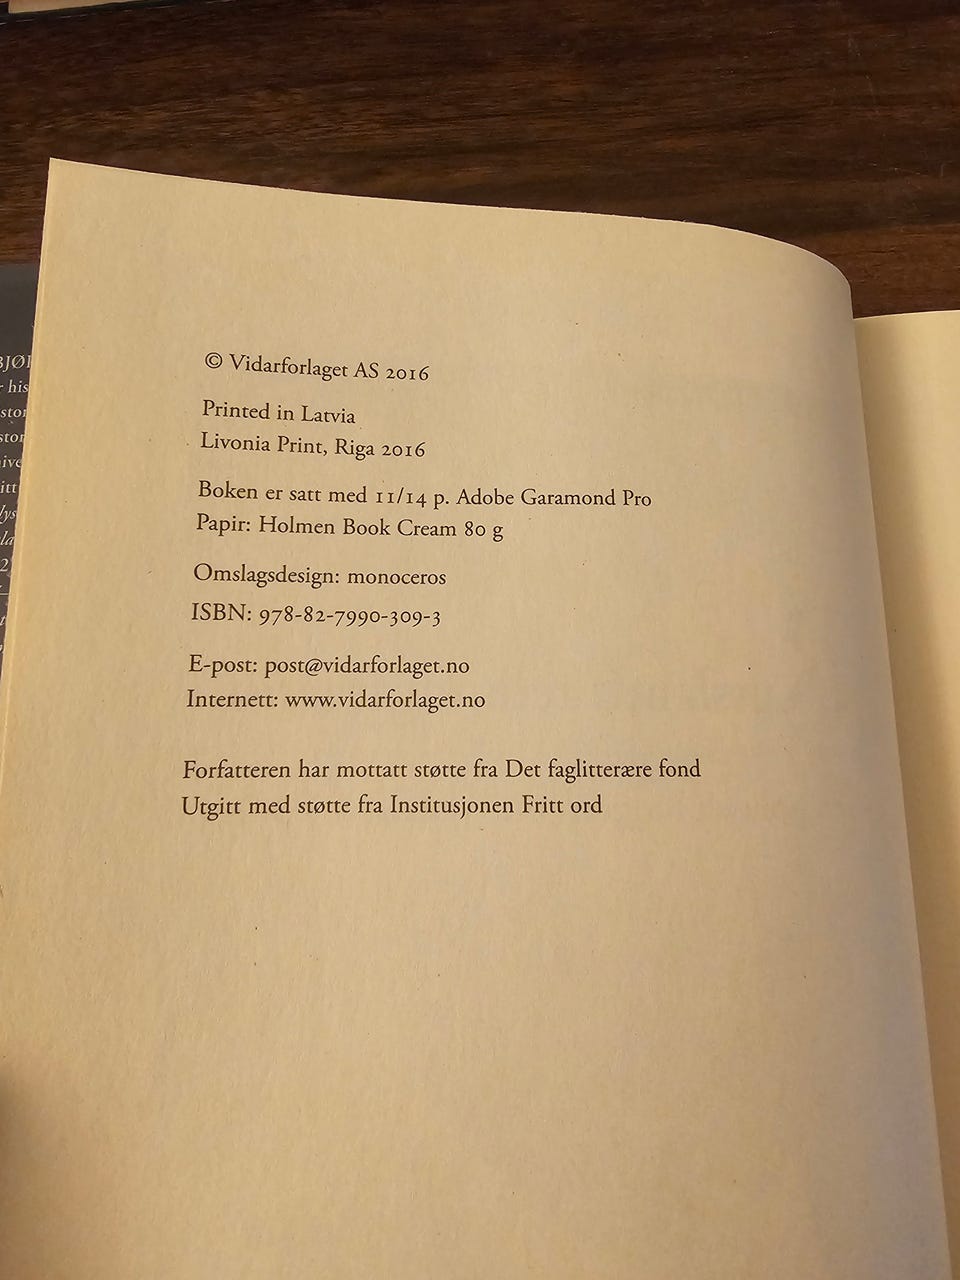 © Vidarforlaget AS 2016
Printed in Latvia
Livonia Print, Riga 2016
Boken er satt med 11/14 p. Adobe Garamond Pro
Papir: Holmen Book Cream 80 g
Omslagsdesign: monoceros
ISBN: 978-82-7990-309-3
E-post: post@vidarforlaget.no
Internett: www.vidarforlaget.no
Forfatteren har mottatt støtte fra Det faglitterære fond
Utgitt med støtte fra Institusjonen Fritt ord